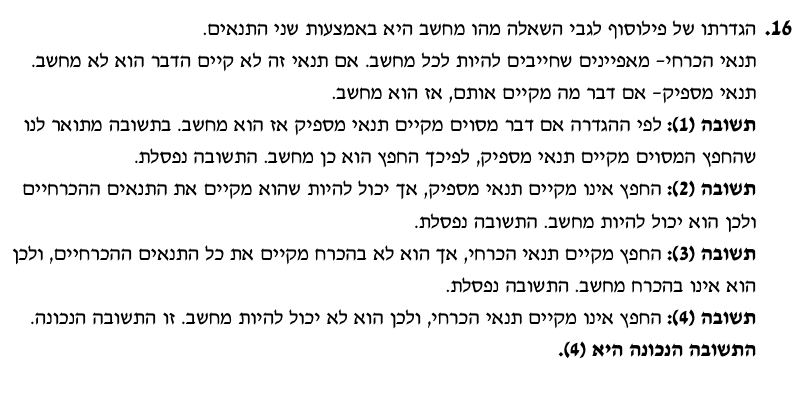 16. הגדרתו של פילוסוף לגבי השאלה מהו מחשב היא באמצעות שני התנאים.
תנאי הכרחי- מאפיינים שחייבים להיות לכל מחשב. אם תנאי זה לא קיים הדבר הוא לא מחשב.
תנאי מספיק- אם דבר מה מקיים אותם, אז הוא מחשב.
תשובה (1): לפי ההגדרה אם דבר מסוים מקיים תנאי מספיק אז הוא מחשב. בתשובה מתואר לנו
שהחפץ המסוים מקיים תנאי מספיק, לפיכך החפץ הוא כן מחשב. התשובה נפסלת.
תשובה (2): החפץ אינו מקיים תנאי מספיק, אך יכול להיות שהוא מקיים את התנאים ההכרחיים
ולכן הוא יכול להיות מחשב. התשובה נפסלת.
תשובה (3): החפץ מקיים תנאי הכרחי, אך הוא לא בהכרח מקיים את כל התנאים ההכרחיים, ולכן
הוא אינו בהכרח מחשב. התשובה נפסלת.
תשובה (4): החפץ אינו מקיים תנאי הכרחי, ולכן הוא לא יכול להיות מחשב. זו התשובה הנכונה.
התשובה הנכונה היא (4).